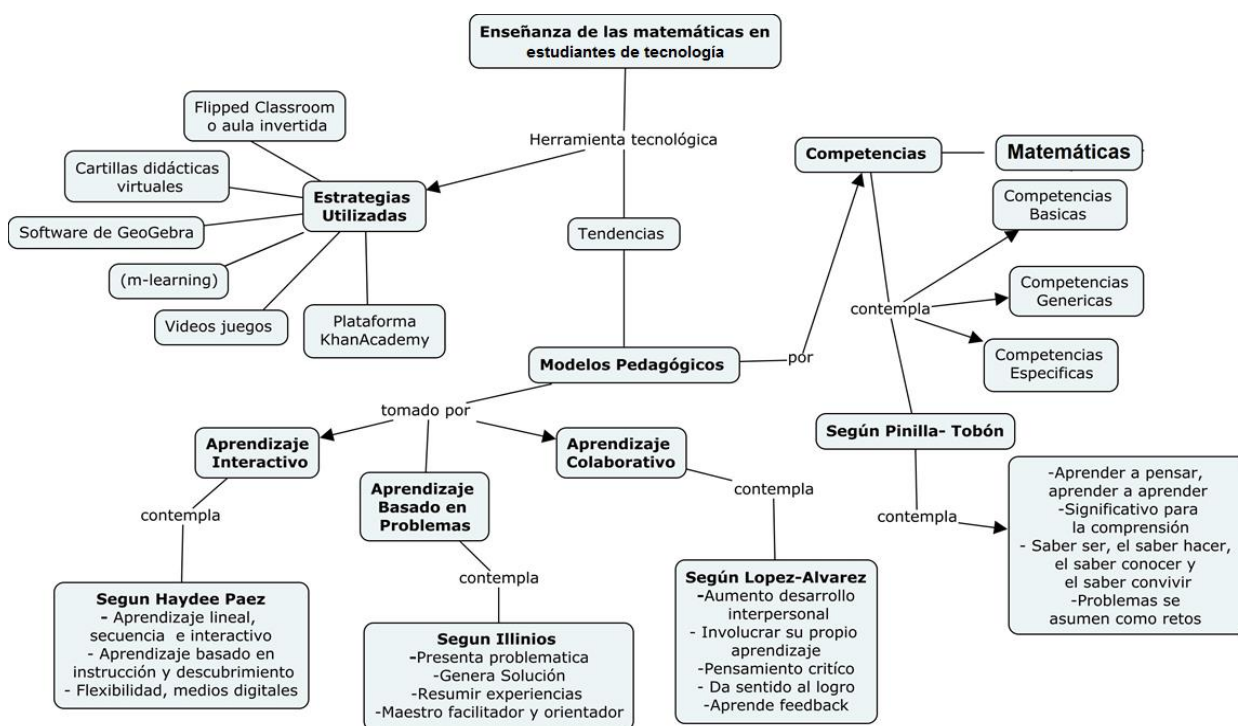 Enseñanza de las matemáticas en
estudiantes de tecnología
Flipped Classroom
o aula invertida
Herramienta tecnológica
Competencias
Matemáticas
Cartillas didácticas
virtuales
Estrategias
Utilizadas
Competencias
Basicas
Software de GeoGebra
Tendencias
(m-learning)
Competencias
Genericas
contempla
Videos juegos
Plataforma
KhanAcademy
Competencias
Especificas
Modelos Pedagógicos
por
tomado por
Según Pinilla- Tobón
Aprendizaje
Interactivo
Aprendizaje
Colaborativo
Aprendizaje
Basado en
Problemas
contempla
contempla
contempla
contempla
-Aprender a pensar,
aprender a aprender
-Significativo para
la comprensión
- Saber ser, el saber hacer,
el saber conocer y
el saber convivir
-Problemas se
asumen como retos
Segun Haydee Paez
- Aprendizaje lineal,
secuencia e interactivo
- Aprendizaje basado en
instrucción y descubrimiento
- Flexibilidad, medios digitales
Segun Illinios
-Presenta problematica
-Genera Solución
-Resumir experiencias
-Maestro facilitador y orientador
Según Lopez-Alvarez
-Aumento desarrollo
interpersonal
- Involucrar su propio
aprendizaje
-Pensamiento critíco
- Da sentido al logro
-Aprende feedback